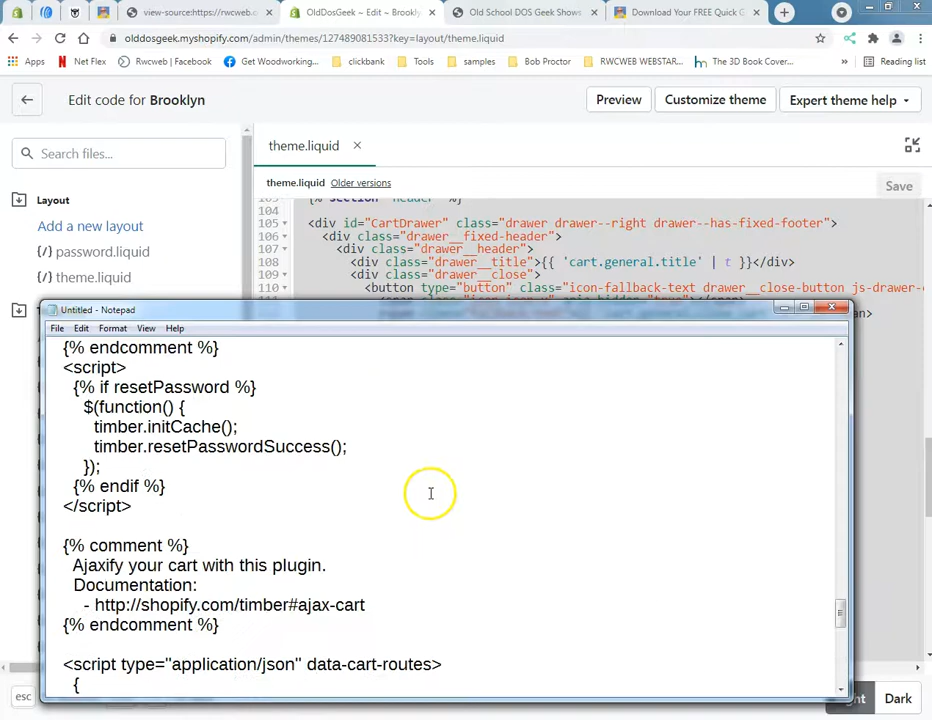 view-source:https://rwcweb.c
OldDosGeek ~ Edit ~ Brookly
Old School DOS Geek Shows
Download Your FREE Quick G
olddosgeek.myshopify.com/admin/themes/127489081533?key=layout/theme.liquid
Apps
Net Flex
Rwcweb | Facebook
Get Woodworking...
clickbank
Tools
samples
Bob Proctor
RWCWEB WEBSTAR...
The 3D Book Cover...
»
Reading list
Edit code for Brooklyn
Preview
Customize theme
Expert theme help
Search files...
theme.liquid
theme.liquid Older versions
Save
Layout
Add a new layout
{/} password.liquid
{/} theme.liquid
104
105 <div id="CartDrawer" class="drawer drawer--right drawer--has-fixed-footer">
106 <div class="drawer__fixed-header">
107 <div class="drawer__header">
108 <div class="drawer__title">{{ 'cart.general.title' | t }}</div>
109 <div class="drawer__close">
110 <button type="button" class="icon-fallback-text drawer__close-button js-drawer-c
Untitled - Notepad
File Edit Format View Help
{% endcomment %}
<script>
{% if resetPassword %}
$(function() {
timber.initCache();
timber.resetPasswordSuccess();
});
{% endif %}
</script>
{% comment %}
Ajaxify your cart with this plugin.
Documentation:
- http://shopify.com/timber#ajax-cart
{% endcomment %}
<script type="application/json" data-cart-routes>
{
esc
Dark